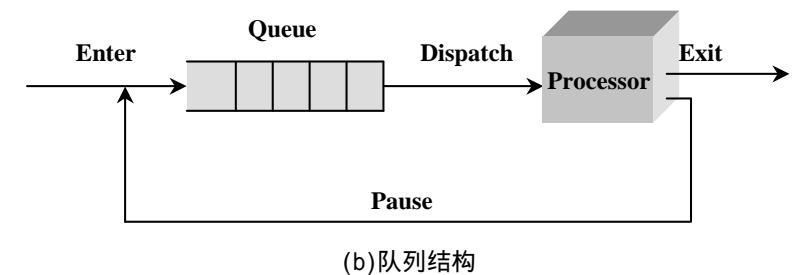 Queue
Enter
Dispatch
Exit
Processor
Pause
(b)队列结构